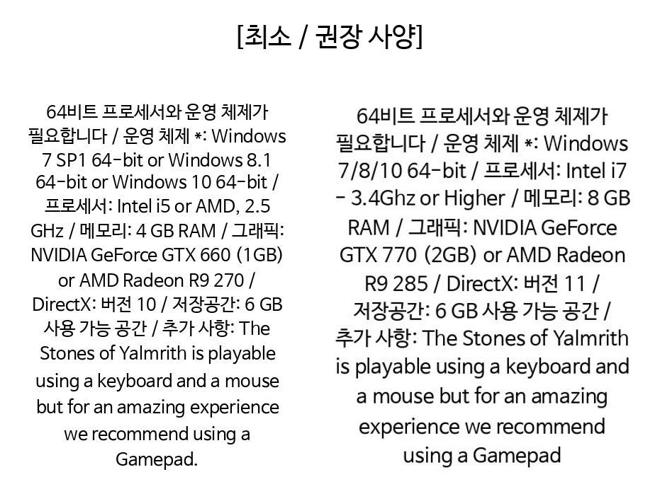 [최소 / 권장 사양]
64비트 프로세서와 운영 체제가
필요합니다 / 운영 체제 *: Windows
7 SP1 64-bit or Windows 8.1
64-bit or Windows 10 64-bit /
프로세서: Intel i5 or AMD, 2.5
GHz / 메모리: 4 GB RAM / 그래픽:
NVIDIA GeForce GTX 660 (1GB)
or AMD Radeon R9 270 /
DirectX: 버전 10 / 저장공간: 6 GB
사용 가능 공간 / 추가 사항: The
Stones of Yalmrith is playable
using a keyboard and a mouse
but for an amazing experience
we recommend using a
Gamepad.
64비트 프로세서와 운영 체제가
필요합니다 / 운영 체제 *: Windows
7/8/10 64-bit / 프로세서: Intel i7
- 3.4Ghz or Higher / 메모리: 8 GB
RAM / 그래픽: NVIDIA GeForce
GTX 770 (2GB) or AMD Radeon
R9 285 / DirectX: 버전 11 /
저장공간: 6 GB 사용 가능 공간 /
추가 사항: The Stones of Yalmrith
is playable using a keyboard and
a mouse but for an amazing
experience we recommend
using a Gamepad